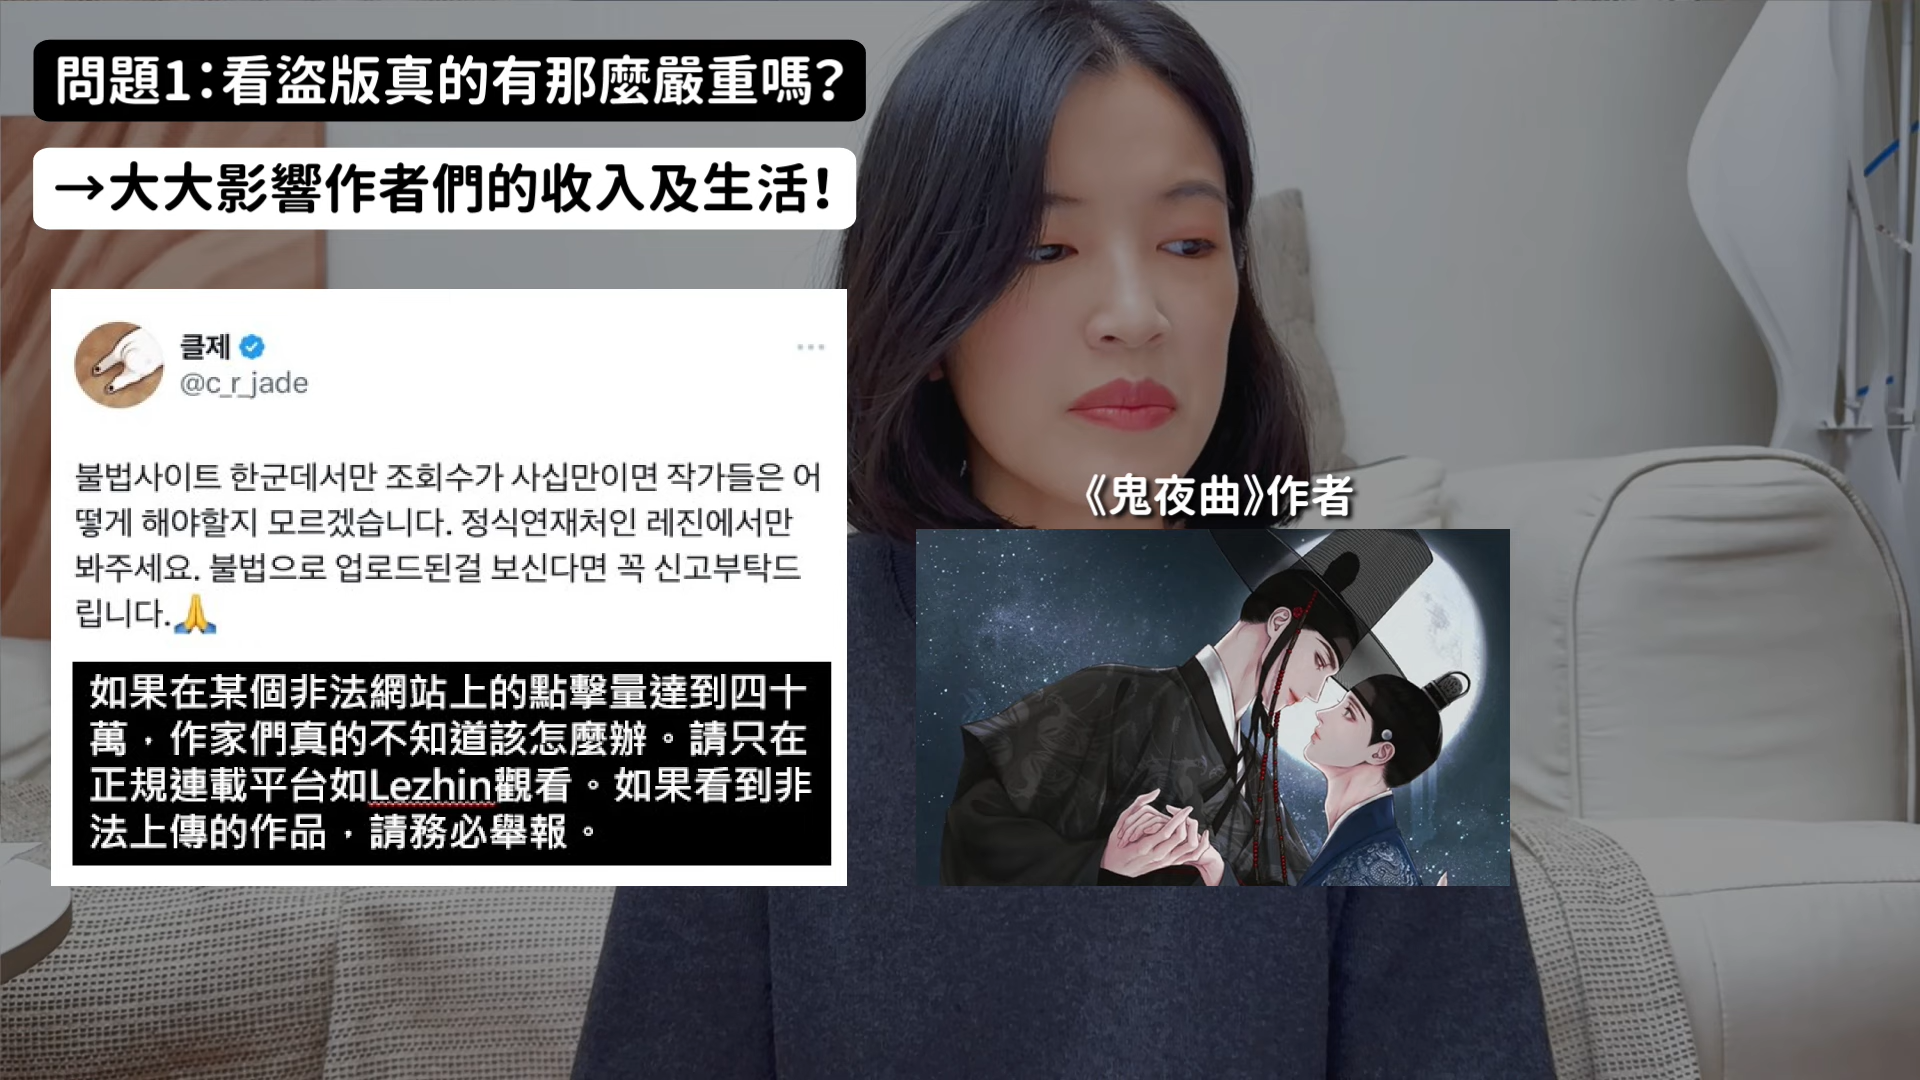 問題1:看盜版真的有那麼嚴重嗎?
→大大影響作者們的收入及生活!
클제
@c_r_jade
불법사이트 한군데서만 조회수가 사십만이면 작가들은 어
떻게 해야할지 모르겠습니다. 정식연재처인 레진에서만
봐주세요. 불법으로 업로드된걸 보신다면 꼭 신고부탁드
립니다.🙏
如果在某個非法網站上的點擊量達到四十
萬，作家們真的不知道該怎麼辦。請只在
正規連載平台如Lezhin觀看。如果看到非
法上傳的作品，請務必舉報。
《鬼夜曲》作者